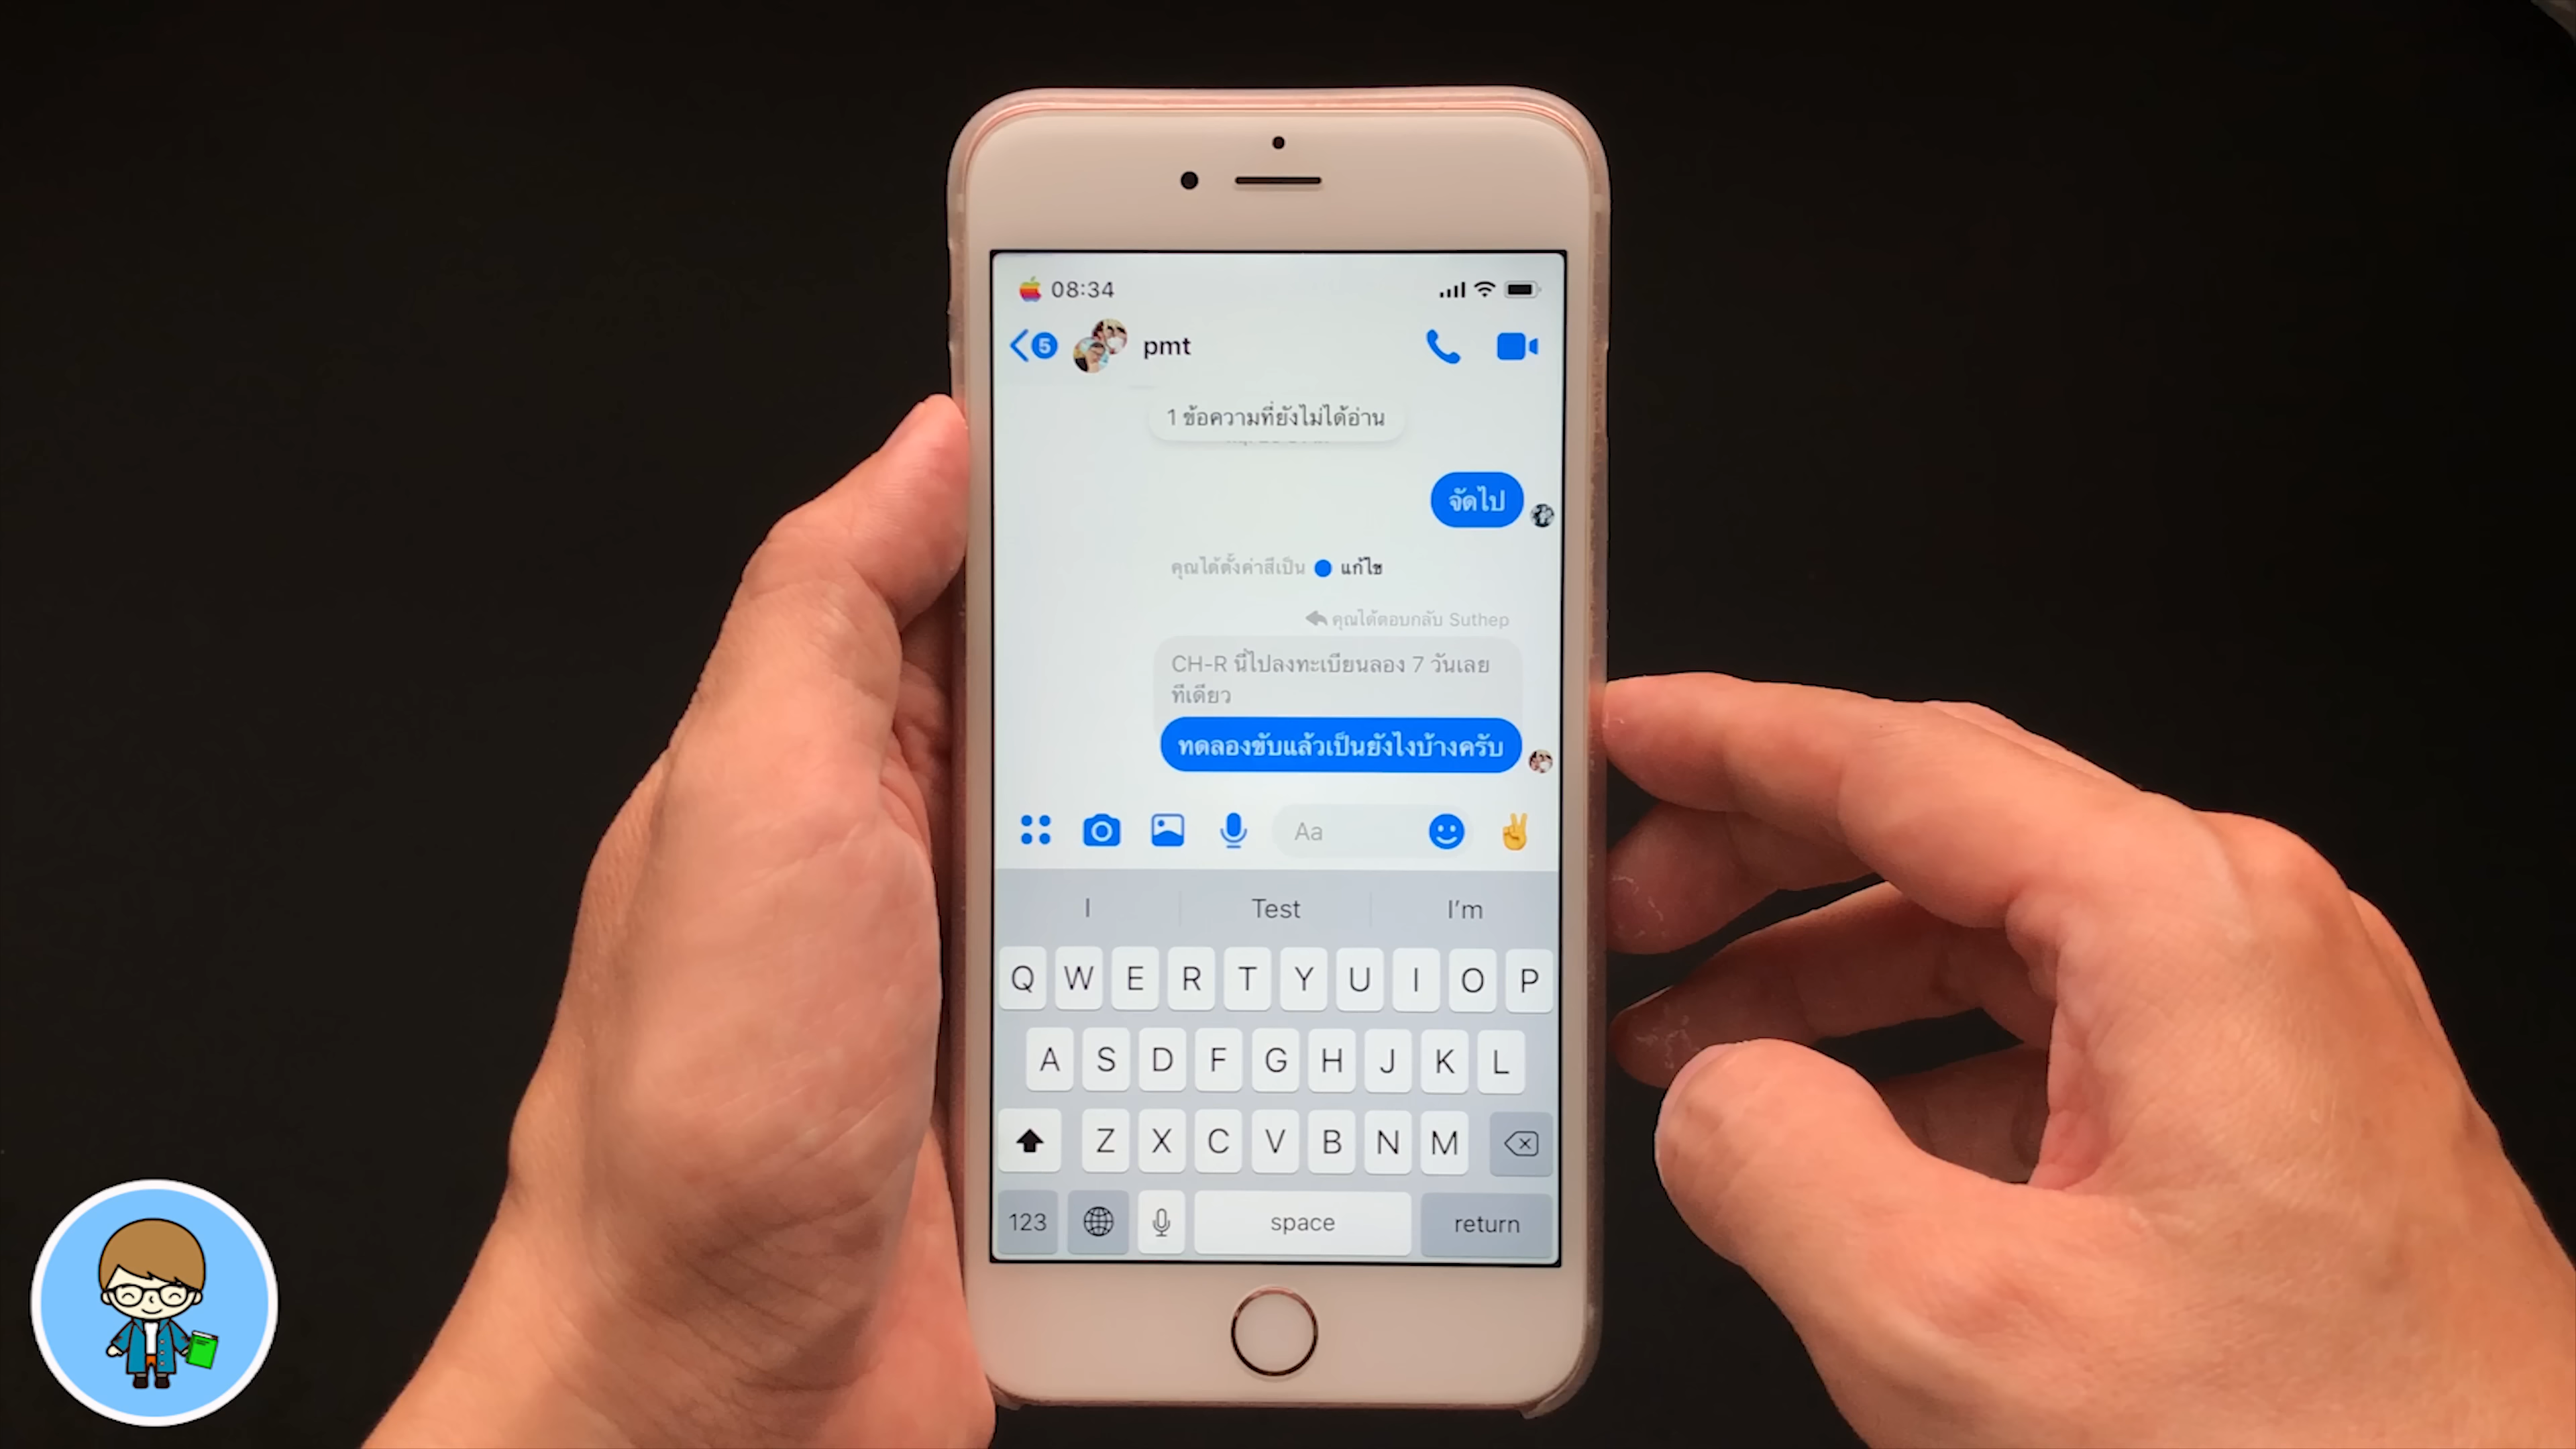 08:34
5
pmt
1 ข้อความที่ยังไม่ได้อ่าน
จัดไป
คุณได้ตั้งค่าสีเป็น แก้ไข
คุณได้ตอบกลับ Suthep
CH-R นี่ไปลงทะเบียนลอง 7 วันเลย
ทีเดียว
ทดลองขับแล้วเป็นยังไงบ้างครับ
Aa
I Test I'm
Q W E R T Y U I O P
A S D F G H J K L
Z X C V B N M
123 space return